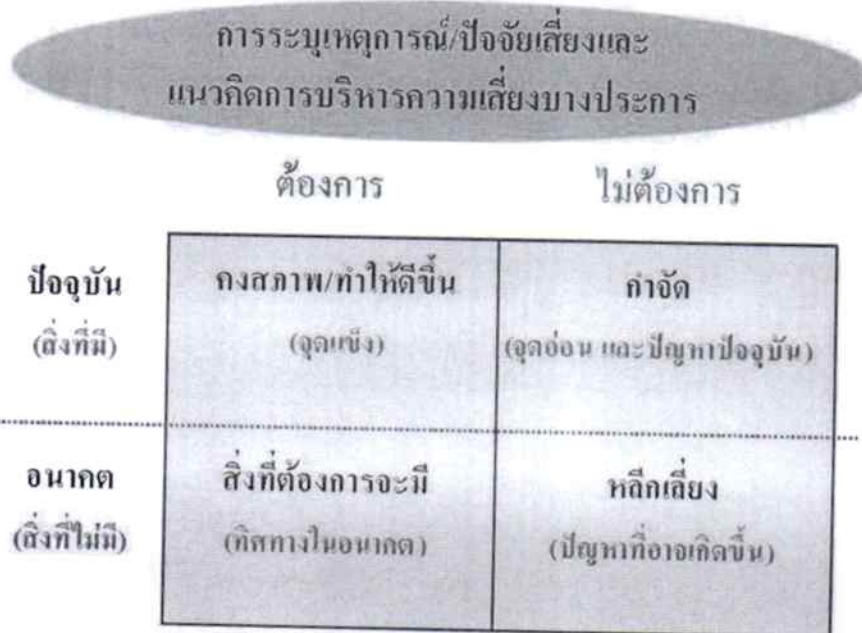 การระบุเหตุการณ์/ปัจจัยเสี่ยงและ
แนวคิดการบริหารความเสี่ยงบางประการ
ต้องการ ไม่ต้องการ
ปัจจุบัน คงสภาพ/ทำให้ดีขึ้น กำจัด
(สิ่งที่มี) (จุดแข็ง) (จุดอ่อน และปัญหาปัจจุบัน)
อนาคต สิ่งที่ต้องการจะมี หลีกเลี่ยง
(สิ่งที่ไม่มี) (ทิศทางในอนาคต) (ปัญหาที่อาจเกิดขึ้น)